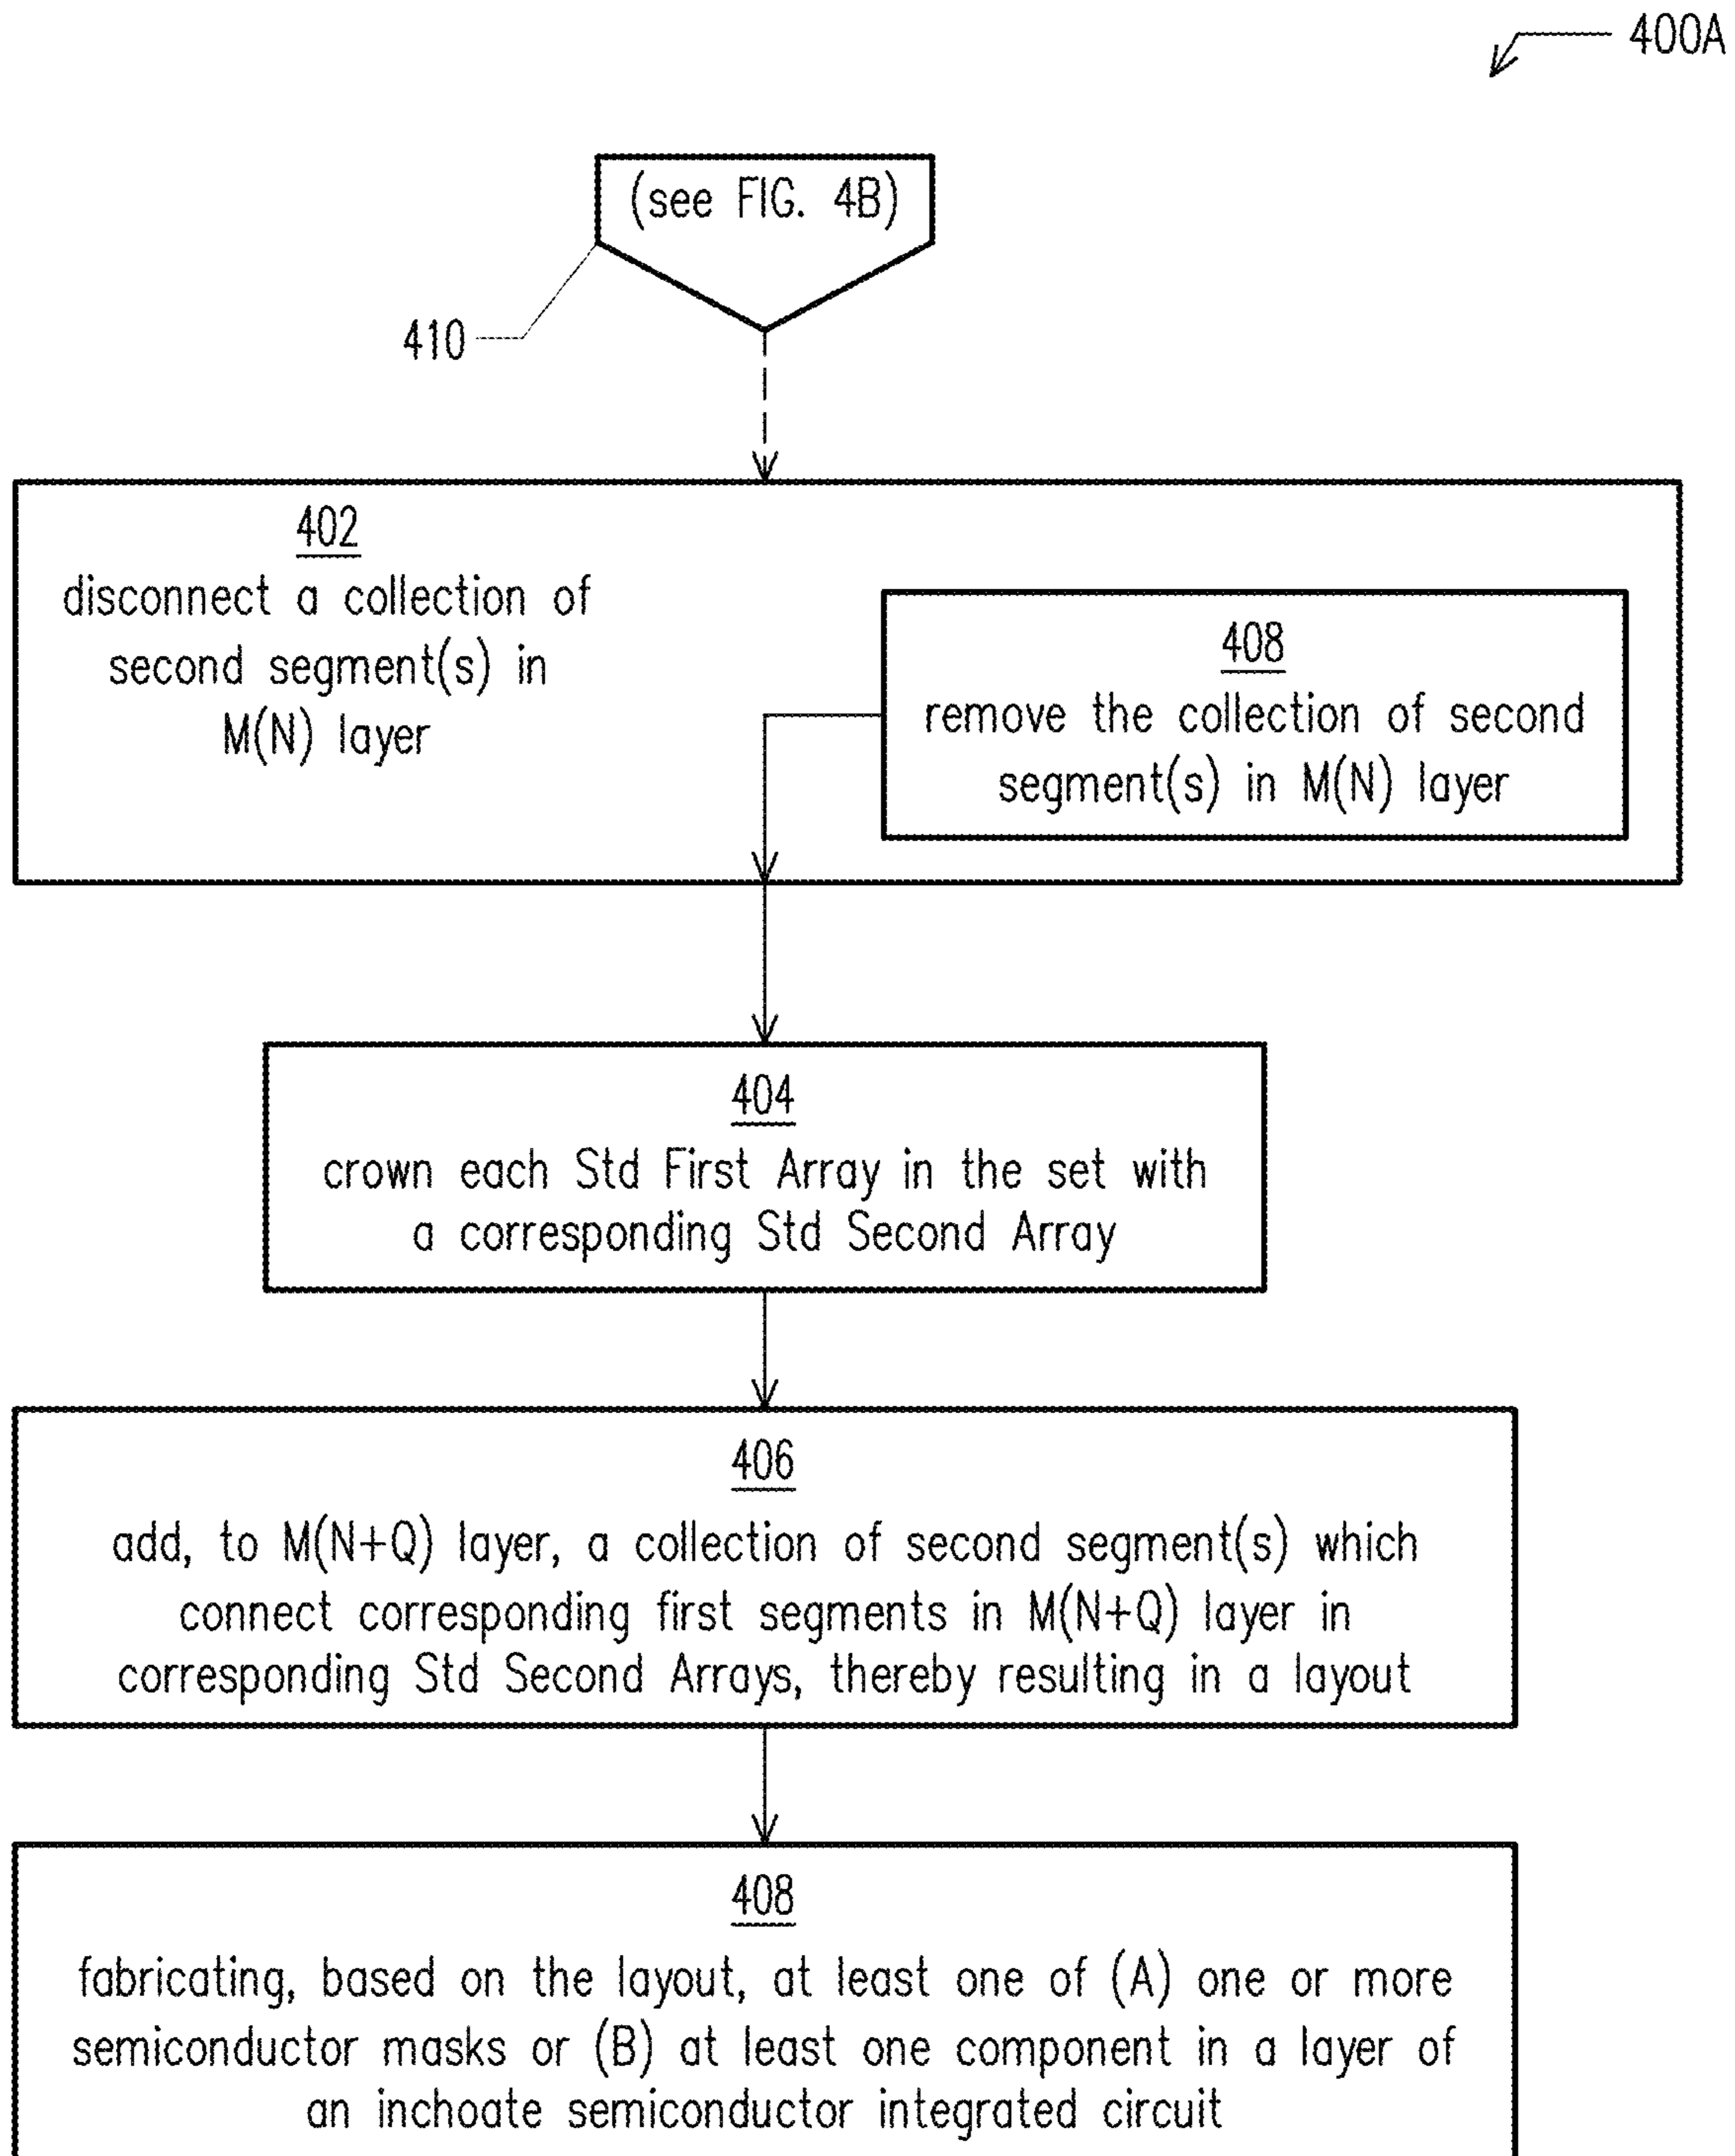 400A
(see FIG. 4B)
410
402
disconnect a collection of
second segment(s) in
M(N) layer
408
remove the collection of second
segment(s) in M(N) layer
404
crown each Std First Array in the set with
a corresponding Std Second Array
406
add, to M(N+Q) layer, a collection of second segment(s) which
connect corresponding first segments in M(N+Q) layer in
corresponding Std Second Arrays, thereby resulting in a layout
408
fabricating, based on the layout, at least one of (A) one or more
semiconductor masks or (B) at least one component in a layer of
an inchoate semiconductor integrated circuit